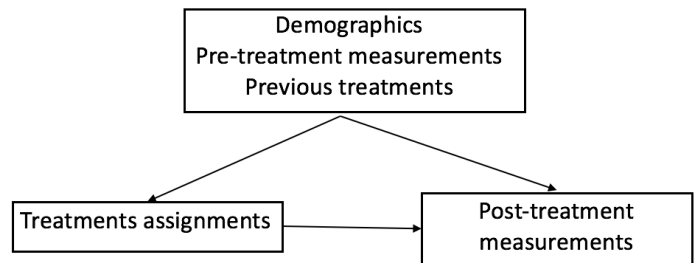 Demographics
Pre-treatment measurements
Previous treatments
Treatments assignments
Post-treatment
measurements